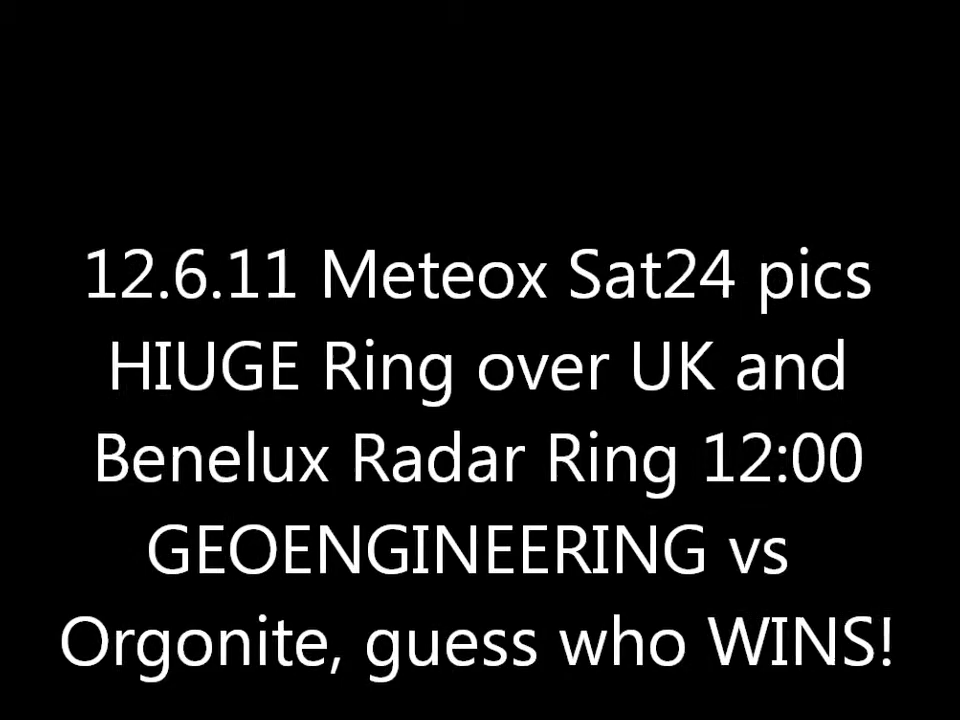 12.6.11 Meteox Sat24 pics
HIUGE Ring over UK and
Benelux Radar Ring 12:00
GEOENGINEERING vs
Orgonite, guess who WINS!